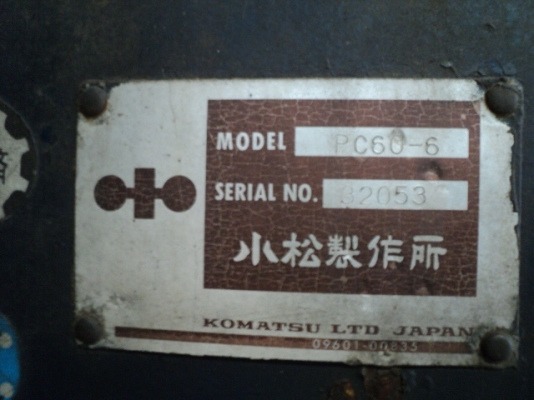 MODEL PC60-6
SERIAL NO. 32053
小松製作所
KOMATSU LTD JAPAN
09601-00835